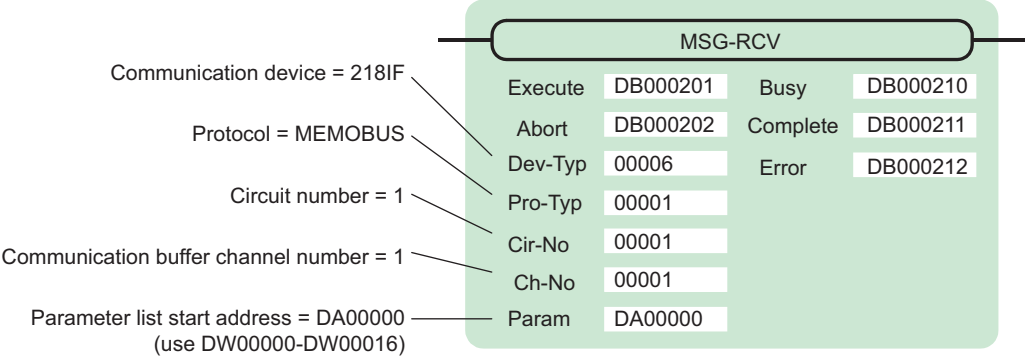 MSG-RCV
Communication device = 218IF
Execute DB000201 Busy DB000210
Protocol = MEMOBUS
Abort DB000202 Complete DB000211
Dev-Typ 00006 Error DB000212
Circuit number = 1
Pro-Typ 00001
Cir-No 00001
Communication buffer channel number = 1
Ch-No 00001
Parameter list start address = DA00000
Param DA00000
(use DW00000-DW00016)